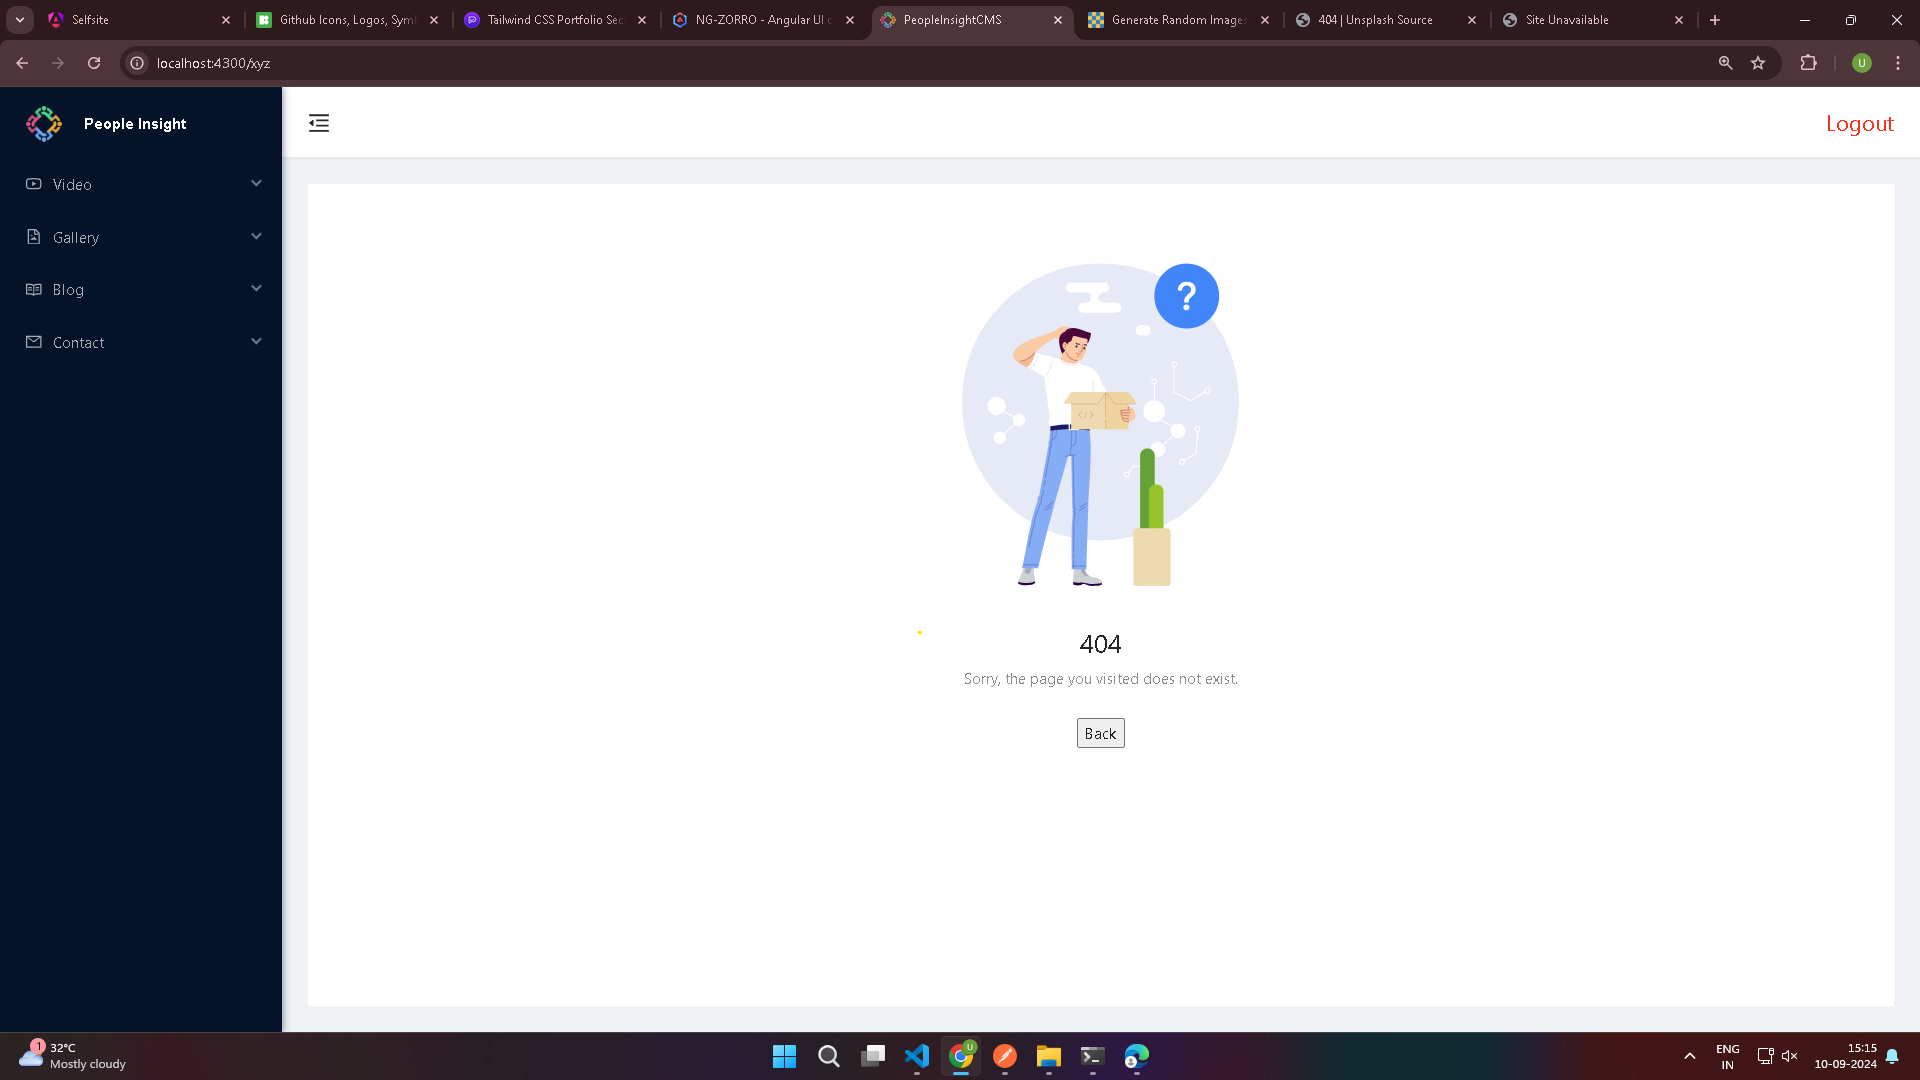 Selfsite
Github Icons, Logos, Sym
Tailwind CSS Portfolio Sec
NG-ZORRO - Angular UI c
PeopleInsightCMS
Generate Random Images
404 | Unsplash Source
Site Unavailable
localhost:4300/xyz
U
People Insight
Logout
Video
Gallery
Blog
Contact
?
404
Sorry, the page you visited does not exist.
Back
1
32°C
Mostly cloudy
U
ENG
IN
15:15
10-09-2024